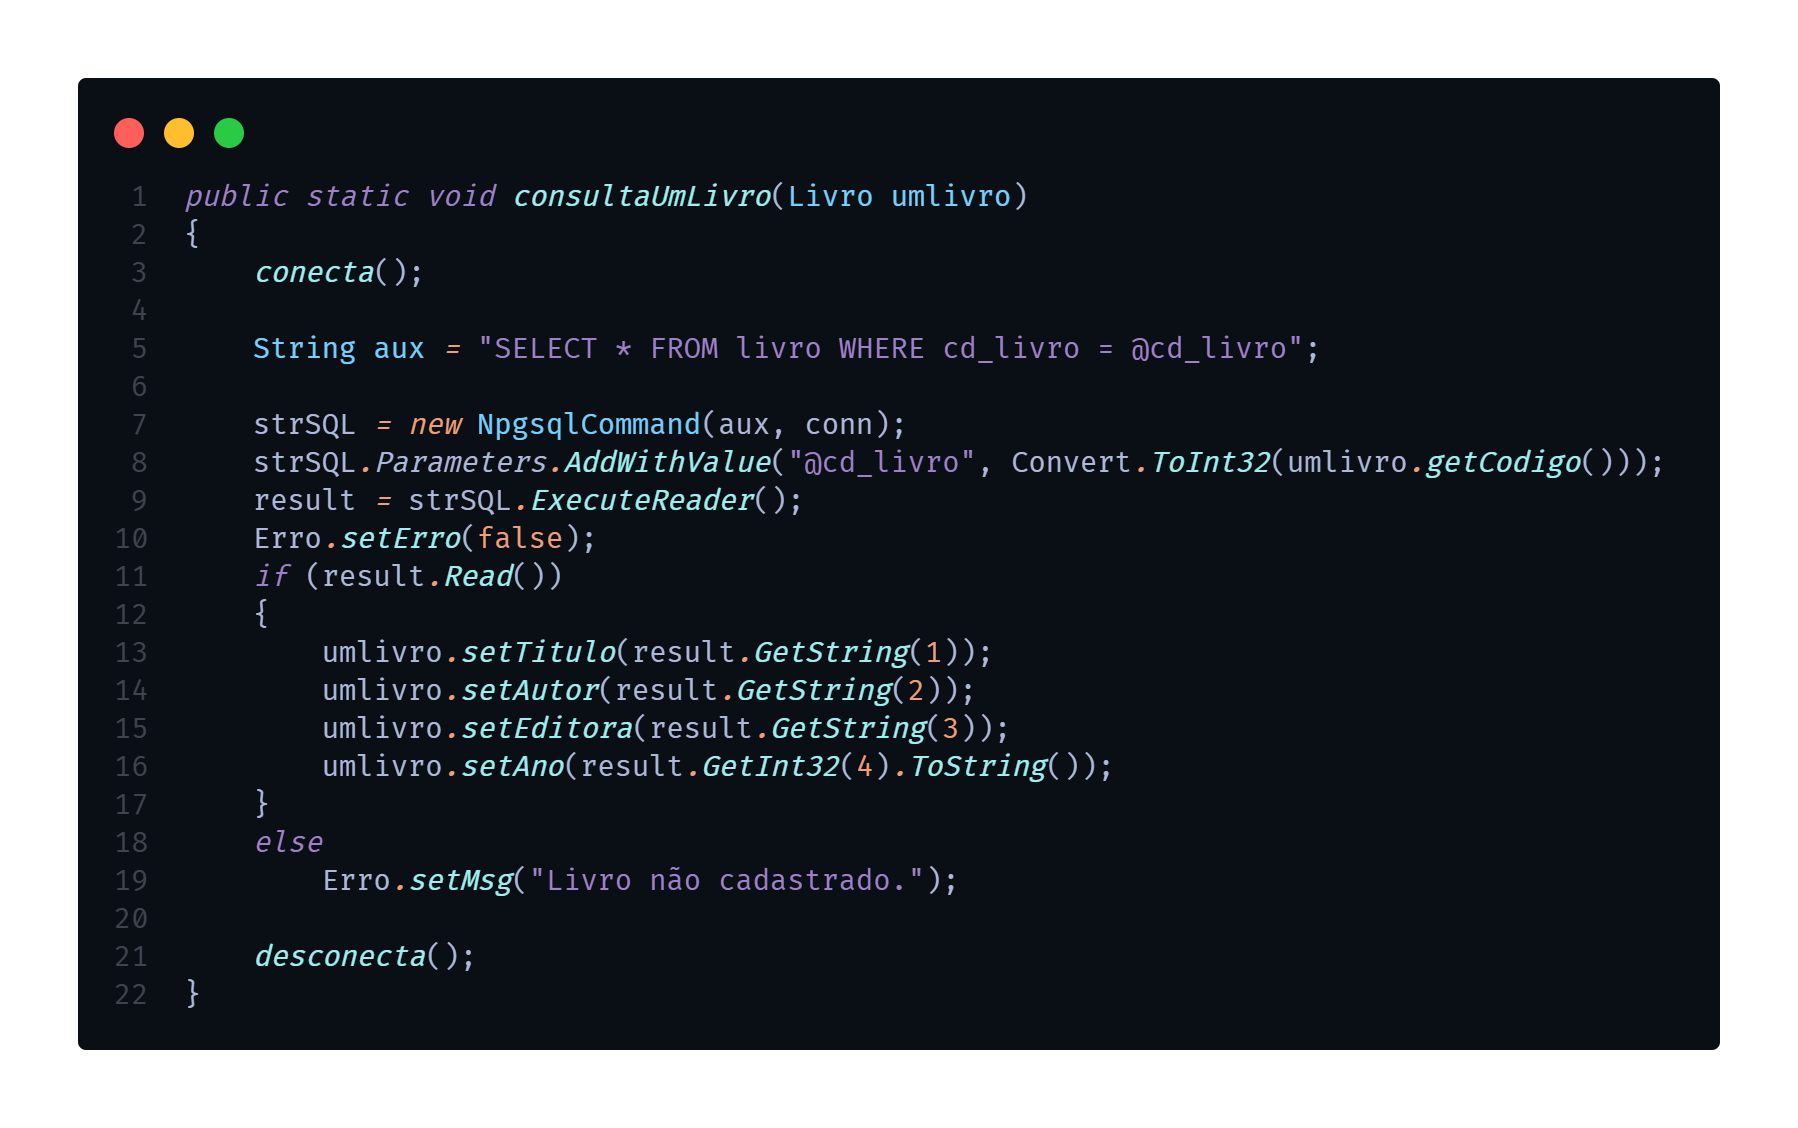 1 public static void consultaUmLivro(Livro umlivro)
2 {
3     conecta();
4
5     String aux = "SELECT * FROM livro WHERE cd_livro = @cd_livro";
6
7     strSQL = new NpgsqlCommand(aux, conn);
8     strSQL.Parameters.AddWithValue("@cd_livro", Convert.ToInt32(umlivro.getCodigo()));
9     result = strSQL.ExecuteReader();
10     Erro.setErro(false);
11     if (result.Read())
12     {
13         umlivro.setTitulo(result.GetString(1));
14         umlivro.setAutor(result.GetString(2));
15         umlivro.setEditora(result.GetString(3));
16         umlivro.setAno(result.GetInt32(4).ToString());
17     }
18     else
19         Erro.setMsg("Livro não cadastrado.");
20
21     desconecta();
22 }